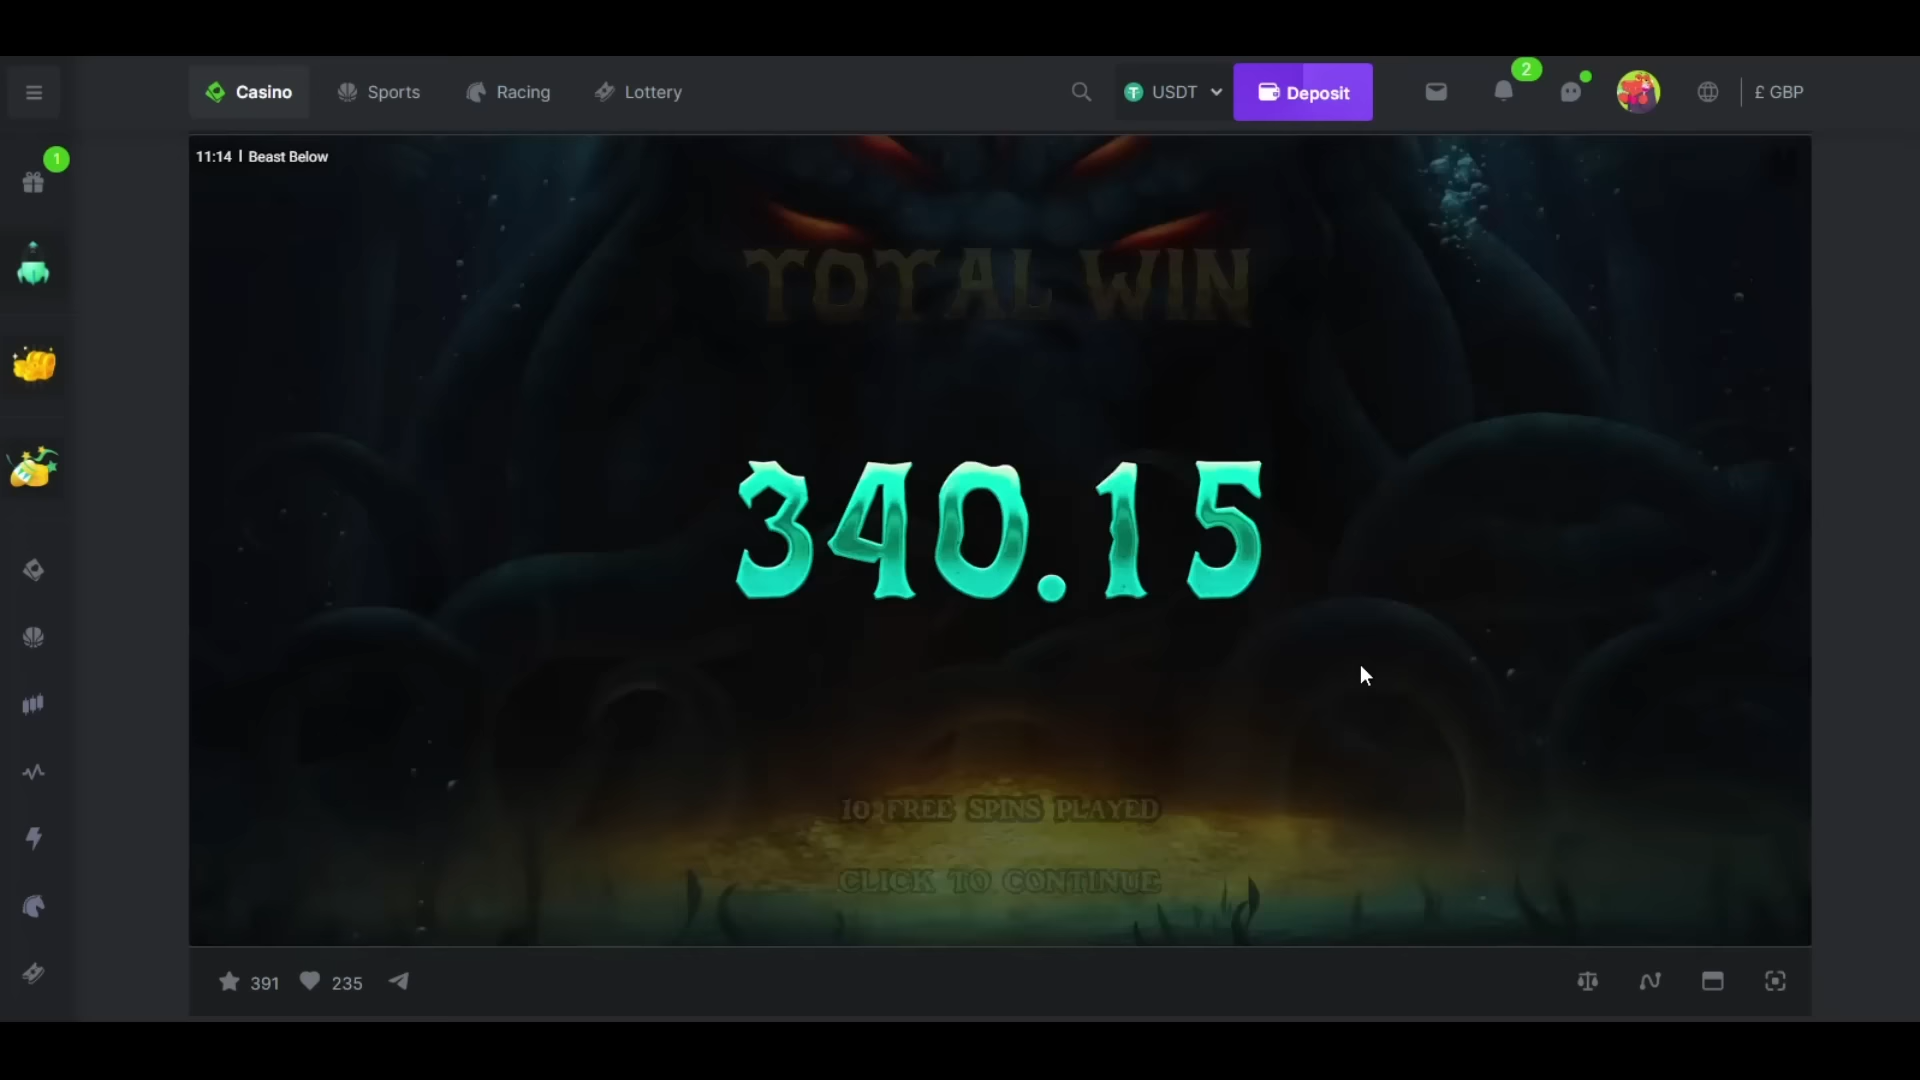 Casino
Sports
Racing
Lottery
USDT
Deposit
2
£ GBP
1
11:14 | Beast Below
TOTAL WIN
340.15
10 FREE SPINS PLAYED
CLICK TO CONTINUE
391
235